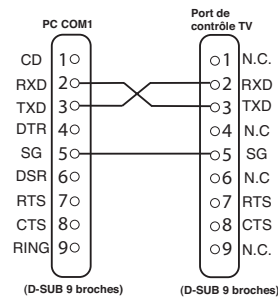 PC COM1
Port de
contrôle TV
CD 1 1 N.C.
RXD 2 2 RXD
TXD 3 3 TXD
DTR 4 4 N.C
SG 5 5 SG
DSR 6 6 N.C
RTS 7 7 RTS
CTS 8 8 CTS
RING 9 9 N.C.
(D-SUB 9 broches) (D-SUB 9 broches)